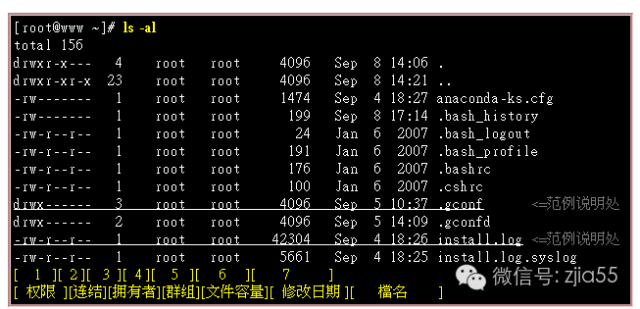 [root@www ~]# ls -al
total 156
drwxr-x--- 4 root root 4096 Sep 8 14:06 .
drwxr-xr-x 23 root root 4096 Sep 8 14:21 ..
-rw------- 1 root root 1474 Sep 4 18:27 anaconda-ks.cfg
-rw------- 1 root root 199 Sep 8 17:14 .bash_history
-rw-r--r-- 1 root root 24 Jan 6 2007 .bash_logout
-rw-r--r-- 1 root root 191 Jan 6 2007 .bash_profile
-rw-r--r-- 1 root root 176 Jan 6 2007 .bashrc
-rw-r--r-- 1 root root 100 Jan 6 2007 .cshrc
drwx------ 3 root root 4096 Sep 5 10:37 .gconf <=范例说明处
drwx------ 2 root root 4096 Sep 5 14:09 .gconfd
-rw-r--r-- 1 root root 42304 Sep 4 18:26 install.log <=范例说明处
-rw-r--r-- 1 root root 5661 Sep 4 18:25 install.log.syslog
[ 1 ][ 2 ][ 3 ][ 4 ][ 5 ][ 6 ][ 7 ]
[ 权限 ][连结][拥有者][群组][文件容量][ 修改日期 ][ 檔名 ]
微信号: zjia55